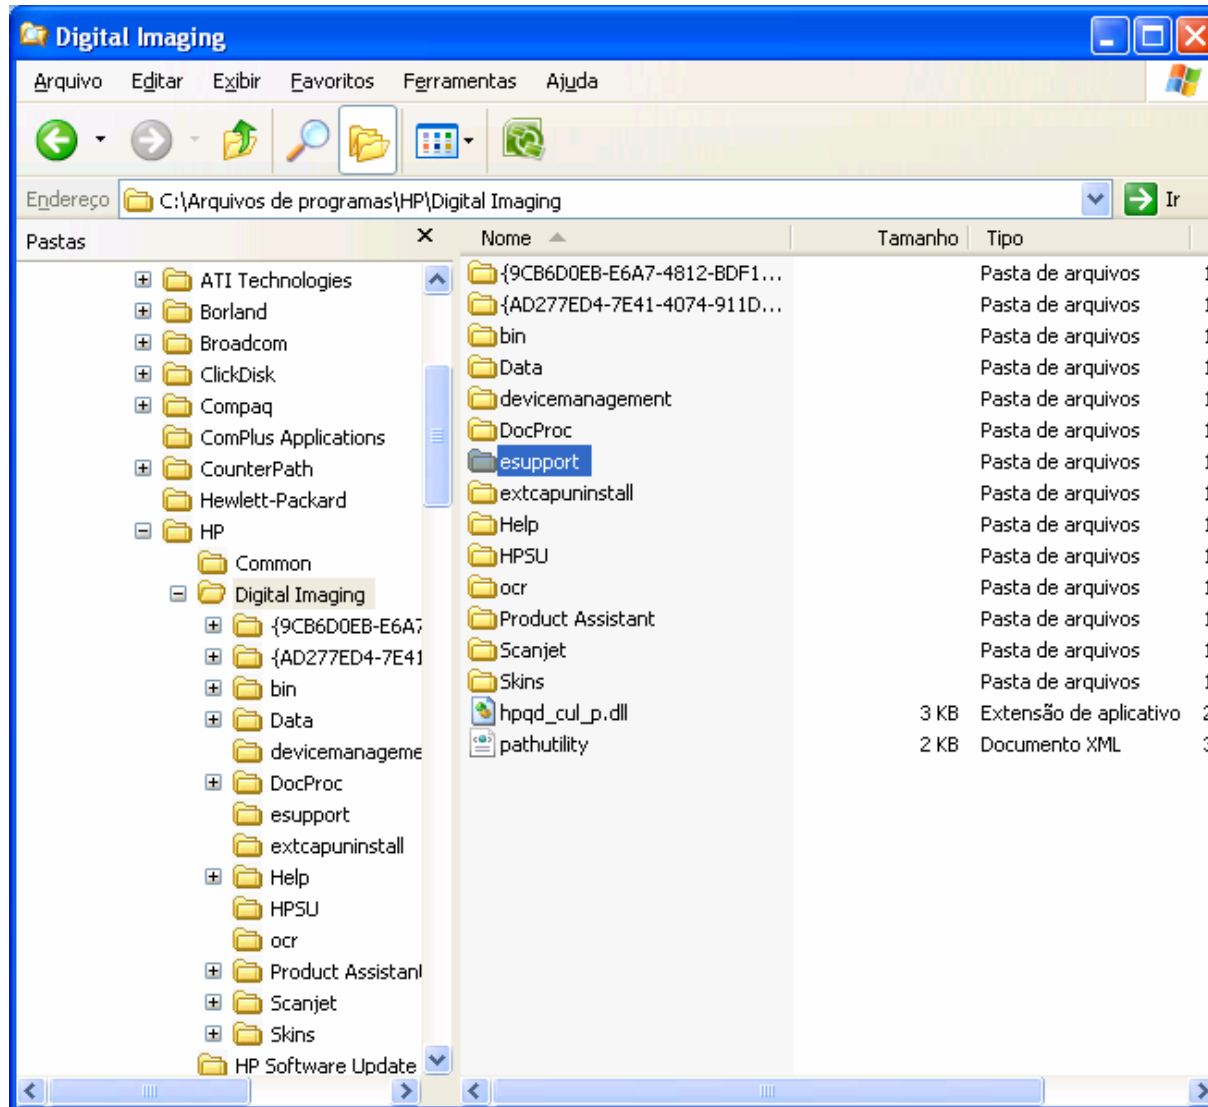 Digital Imaging
Arquivo Editar Exibir Favoritos Ferramentas Ajuda
Endereço C:\Arquivos de programas\HP\Digital Imaging Ir
Pastas
ATI Technologies
Borland
Broadcom
ClickDisk
Compaq
ComPlus Applications
CounterPath
Hewlett-Packard
HP
Common
Digital Imaging
{9CB6D0EB-E6A7
{AD277ED4-7E41
bin
Data
deviceman​ageme
DocProc
esupport
extcapuninstall
Help
HPSU
ocr
Product Assistant
Scanjet
Skins
HP Software Update
Nome Tamanho Tipo
{9CB6D0EB-E6A7-4812-BDF1... Pasta de arquivos
{AD277ED4-7E41-4074-911D... Pasta de arquivos
bin Pasta de arquivos
Data Pasta de arquivos
devicemanagement Pasta de arquivos
DocProc Pasta de arquivos
esupport Pasta de arquivos
extcapuninstall Pasta de arquivos
Help Pasta de arquivos
HPSU Pasta de arquivos
ocr Pasta de arquivos
Product Assistant Pasta de arquivos
Scanjet Pasta de arquivos
Skins Pasta de arquivos
hpqd_cul_p.dll 3 KB Extensão de aplicativo
pathutility 2 KB Documento XML